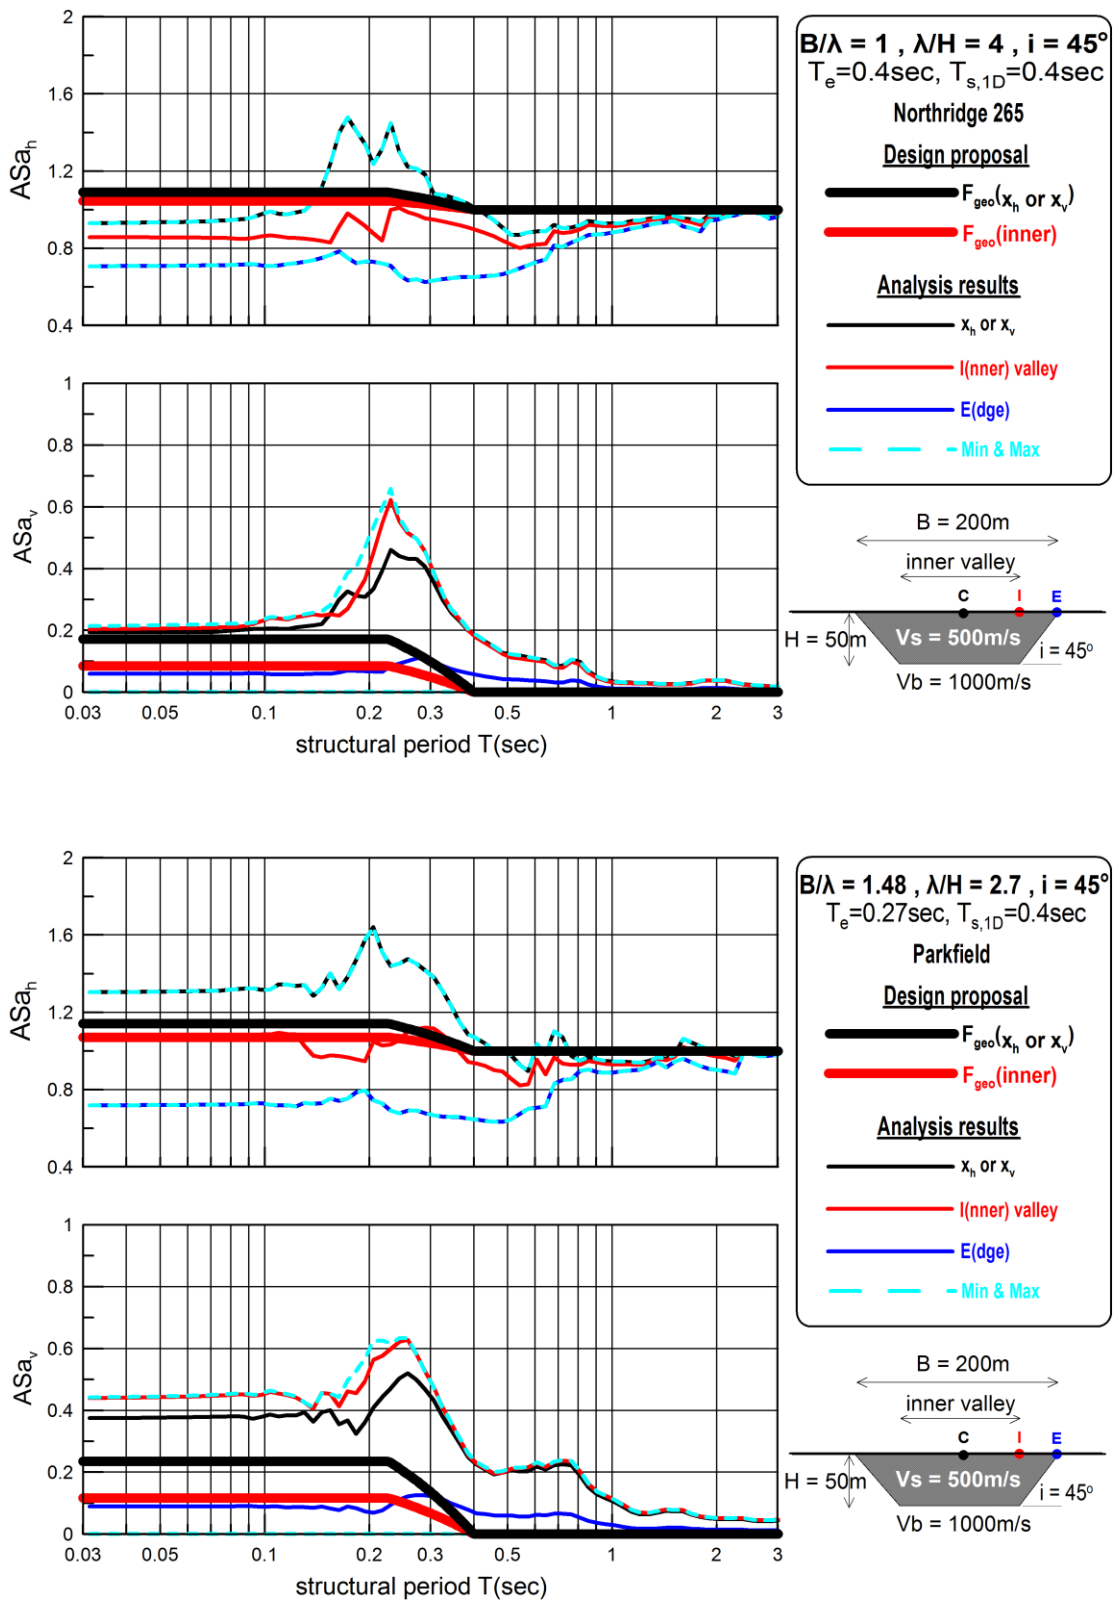 2
1.6
1.2
0.8
0.4
ASa_h
B/λ = 1 , λ/H = 4 , i = 45°
T_e=0.4sec, T_s,1D=0.4sec
Northridge 265
Design proposal
F_geo(x_h or x_v)
F_geo(inner)
Analysis results
x_h or x_v
I(nner) valley
E(dge)
Min & Max
1
0.8
0.6
0.4
0.2
0
ASa_v
0.03 0.05 0.1 0.2 0.3 0.5 1 2 3
structural period T(sec)
B = 200m
inner valley
C I E
H = 50m
Vs = 500m/s
i = 45°
Vb = 1000m/s
2
1.6
1.2
0.8
0.4
ASa_h
B/λ = 1.48 , λ/H = 2.7 , i = 45°
T_e=0.27sec, T_s,1D=0.4sec
Parkfield
Design proposal
F_geo(x_h or x_v)
F_geo(inner)
Analysis results
x_h or x_v
I(nner) valley
E(dge)
Min & Max
1
0.8
0.6
0.4
0.2
0
ASa_v
0.03 0.05 0.1 0.2 0.3 0.5 1 2 3
structural period T(sec)
B = 200m
inner valley
C I E
H = 50m
Vs = 500m/s
i = 45°
Vb = 1000m/s